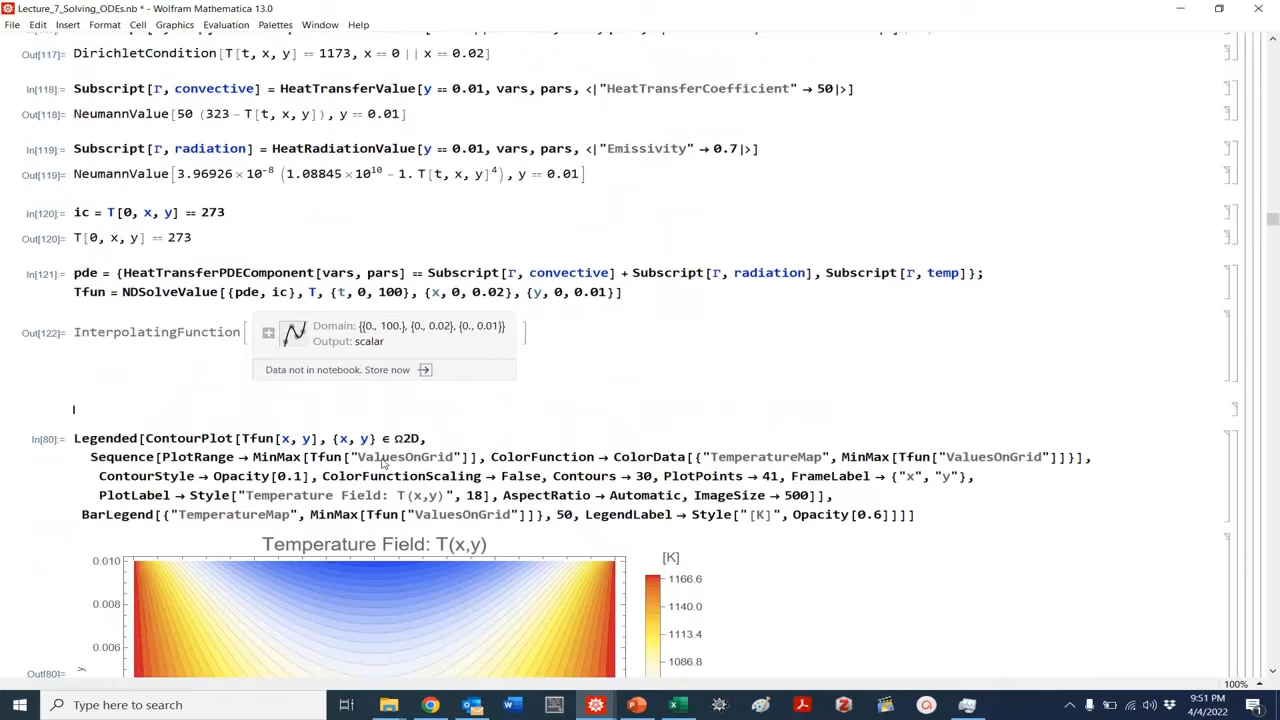 Lecture_7_Solving_ODEs.nb * - Wolfram Mathematica 13.0
File Edit Insert Format Cell Graphics Evaluation Palettes Window Help
Out[117]= DirichletCondition[T[t, x, y] == 1173, x == 0 || x == 0.02]
In[118]:= Subscript[Γ, convective] = HeatTransferValue[y == 0.01, vars, pars, <|"HeatTransferCoefficient" → 50|>]
Out[118]= NeumannValue[50 (323 - T[t, x, y]), y == 0.01]
In[119]:= Subscript[Γ, radiation] = HeatRadiationValue[y == 0.01, vars, pars, <|"Emissivity" → 0.7|>]
Out[119]= NeumannValue[3.96926 × 10^-8 (1.08845 × 10^10 - 1. T[t, x, y]^4), y == 0.01]
In[120]:= ic = T[0, x, y] == 273
Out[120]= T[0, x, y] == 273
In[121]:= pde = {HeatTransferPDEComponent[vars, pars] == Subscript[Γ, convective] + Subscript[Γ, radiation], Subscript[Γ, temp]};
Tfun = NDSolveValue[{pde, ic}, T, {t, 0, 100}, {x, 0, 0.02}, {y, 0, 0.01}]
Out[122]= InterpolatingFunction[ Domain: {{0., 100.}, {0., 0.02}, {0., 0.01}} ]
Output: scalar
Data not in notebook. Store now
In[80]:= Legended[ContourPlot[Tfun[x, y], {x, y} ∈ Ω2D,
Sequence[PlotRange → MinMax[Tfun["ValuesOnGrid"]], ColorFunction → ColorData[{"TemperatureMap", MinMax[Tfun["ValuesOnGrid"]]}],
ContourStyle → Opacity[0.1], ColorFunctionScaling → False, Contours → 30, PlotPoints → 41, FrameLabel → {"x", "y"},
PlotLabel → Style["Temperature Field: T(x,y)", 18], AspectRatio → Automatic, ImageSize → 500]],
BarLegend[{"TemperatureMap", MinMax[Tfun["ValuesOnGrid"]]}, 50, LegendLabel → Style["[K]", Opacity[0.6]]]]
Temperature Field: T(x,y)
[K]
0.010
0.008
0.006
y
1166.6
1140.0
1113.4
1086.8
Out[80]=
100%
Type here to search
9:51 PM
4/4/2022